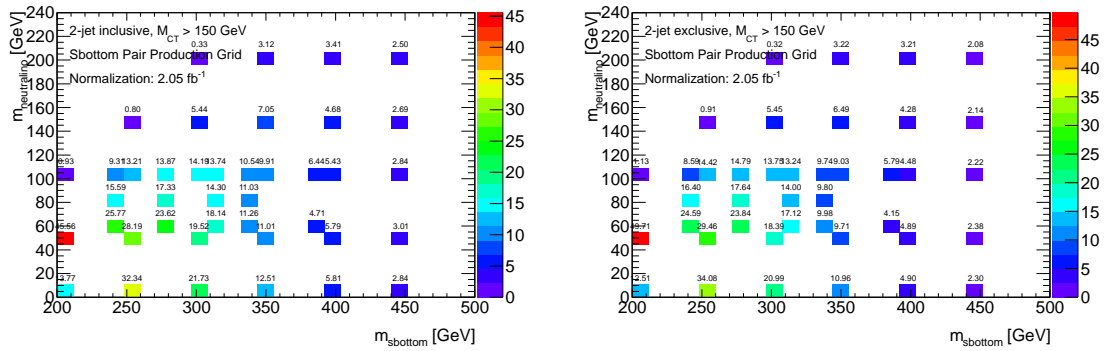 2-jet inclusive, M_CT > 150 GeV
Sbottom Pair Production Grid
Normalization: 2.05 fb⁻¹
m_neutralino [GeV]
240
220
200
180
160
140
120
100
80
60
40
20
0
0.33 3.12 3.41 2.50
0.80 5.44 7.05 4.68 2.69
9.31 13.21 13.87 14.19 13.74 10.54 9.91 6.44 5.43 2.84
15.59 17.33 14.30 11.03
25.77 23.62 18.14 11.26 4.71
28.19 19.52 11.01 5.79 3.01
32.34 21.73 12.51 5.81 2.84
200 250 300 350 400 450 500
m_sbottom [GeV]
45
40
35
30
25
20
15
10
5
0
2-jet exclusive, M_CT > 150 GeV
Sbottom Pair Production Grid
Normalization: 2.05 fb⁻¹
m_neutralino [GeV]
240
220
200
180
160
140
120
100
80
60
40
20
0
0.32 3.22 3.21 2.08
0.91 5.45 6.49 4.28 2.14
8.59 14.42 14.79 13.75 13.24 9.74 9.03 5.79 4.48 2.22
16.40 17.64 14.00 9.80
24.59 23.84 17.12 9.98 4.15
29.46 18.39 9.71 4.89 2.38
34.08 20.99 10.96 4.90 2.30
200 250 300 350 400 450 500
m_sbottom [GeV]
45
40
35
30
25
20
15
10
5
0